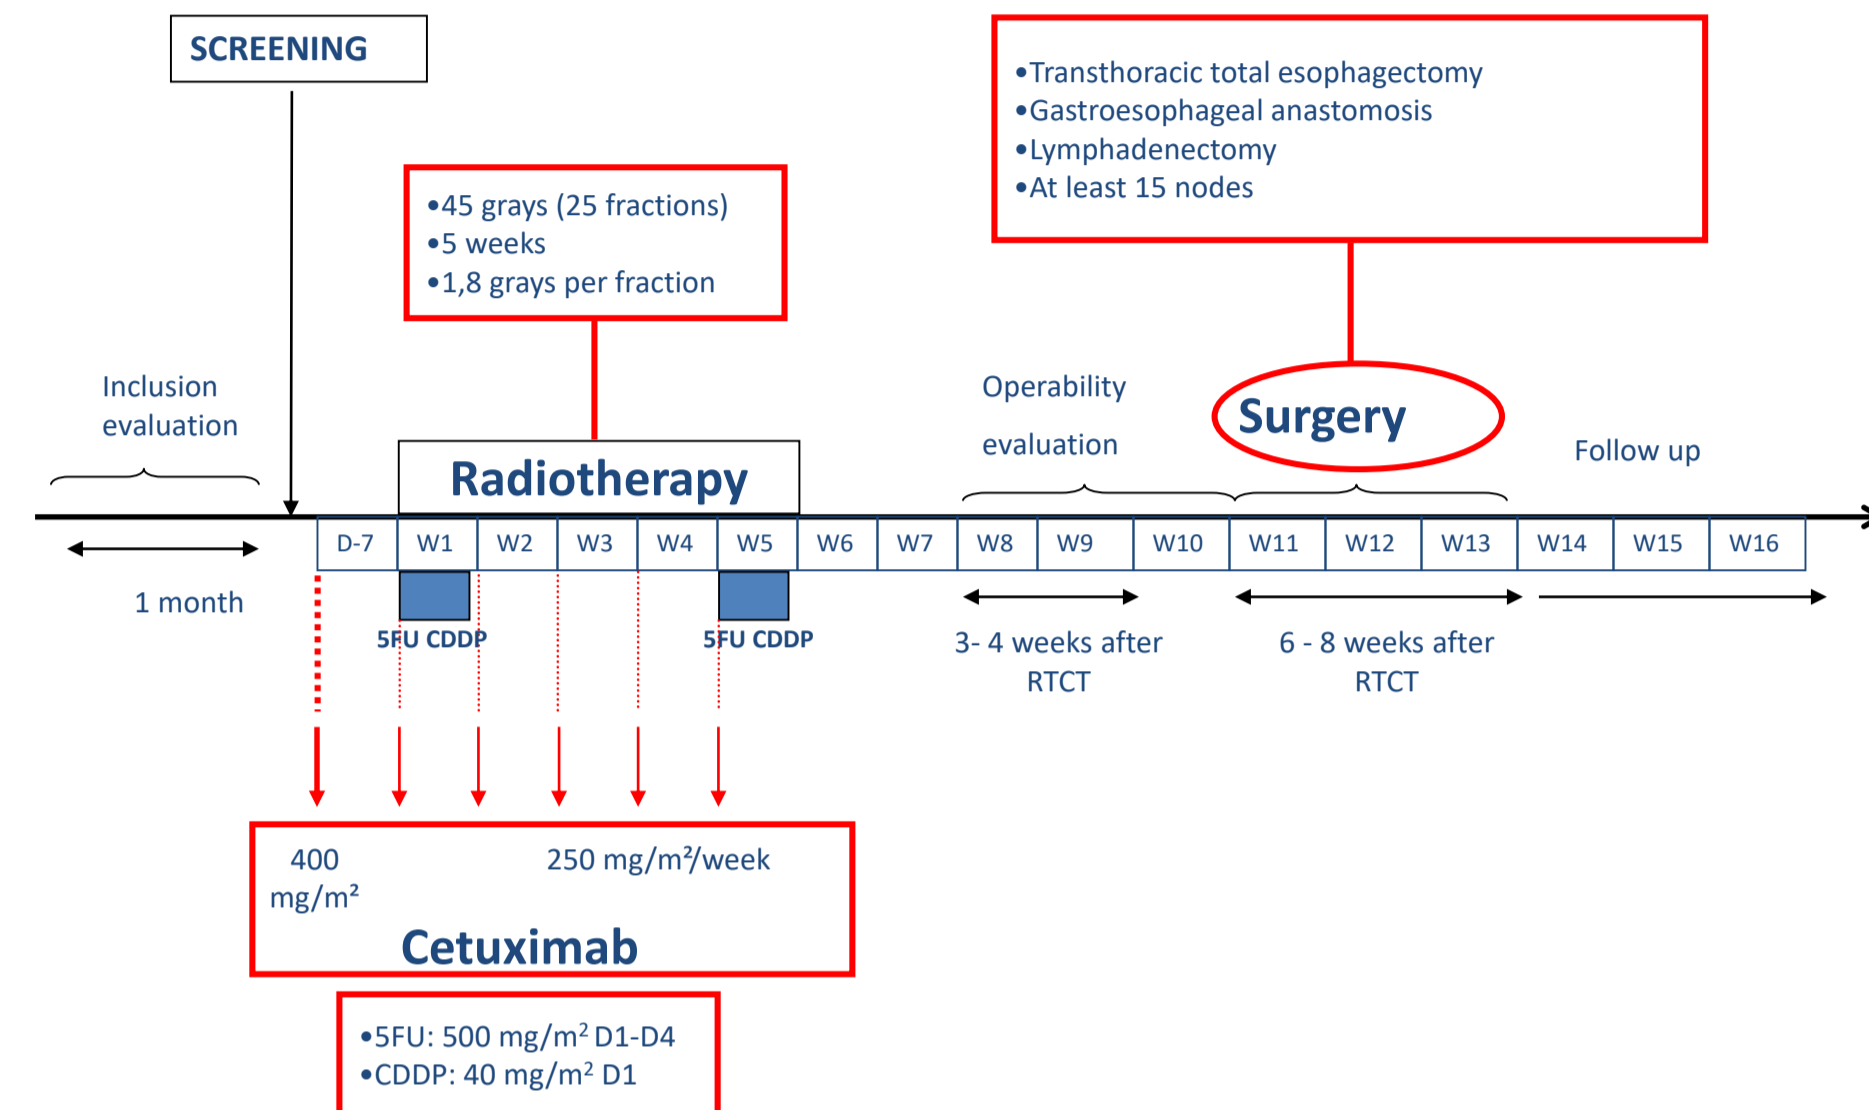 SCREENING
•Transthoracic total esophagectomy
•Gastroesophageal anastomosis
•Lymphadenectomy
•At least 15 nodes
•45 grays (25 fractions)
•5 weeks
•1,8 grays per fraction
Inclusion
evaluation
Operability
evaluation
Surgery
Follow up
Radiotherapy
D-7 W1 W2 W3 W4 W5 W6 W7 W8 W9 W10 W11 W12 W13 W14 W15 W16
1 month
5FU CDDP
5FU CDDP
3- 4 weeks after
RTCT
6 - 8 weeks after
RTCT
400
mg/m²
250 mg/m²/week
Cetuximab
•5FU: 500 mg/m² D1-D4
•CDDP: 40 mg/m² D1